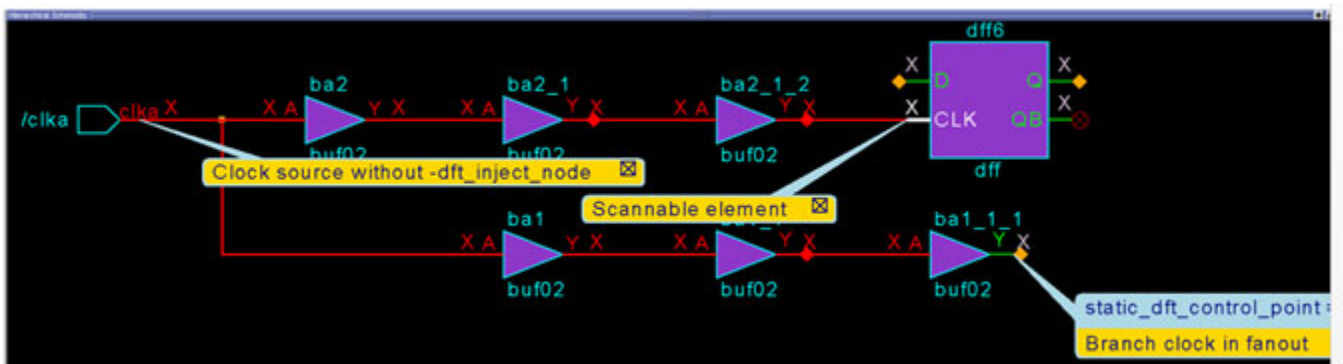 dff6
ba2 ba2_1 ba2_1_2
X D Q X
/clka clka X X A Y X X A Y X X A Y X X CLK QB X
buf02 buf02 buf02
Clock source without -dft_inject_node
dff
Scannable element
ba1 ba1_1_1
X A Y X X A Y X X A Y X
buf02 buf02 buf02
static_dft_control_point =
Branch clock in fanout